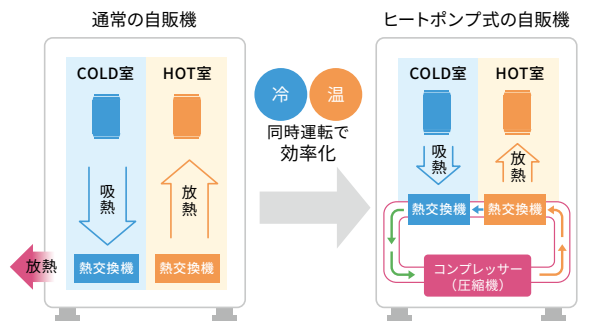 通常の自販機
COLD室
HOT室
吸熱
放熱
放熱
熱交換機
熱交換機
冷
温
同時運転で
効率化
ヒートポンプ式の自販機
COLD室
HOT室
吸熱
放熱
熱交換機
熱交換機
コンプレッサー
（圧縮機）